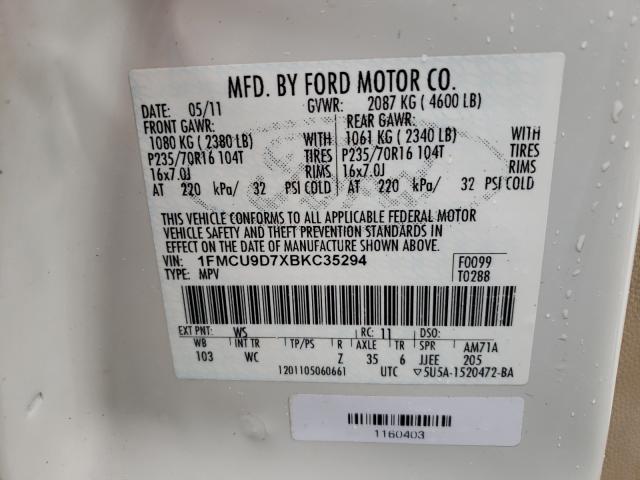 MFD. BY FORD MOTOR CO.
DATE: 05/11 GVWR: 2087 KG ( 4600 LB)
FRONT GAWR: REAR GAWR:
1080 KG ( 2380 LB) WITH 1061 KG ( 2340 LB) WITH
P235/70R16 104T TIRES P235/70R16 104T TIRES
16x7.0J RIMS 16x7.0J RIMS
AT 220 kPa/ 32 PSI COLD AT 220 kPa/ 32 PSI COLD
THIS VEHICLE CONFORMS TO ALL APPLICABLE FEDERAL MOTOR
VEHICLE SAFETY AND THEFT PREVENTION STANDARDS IN
EFFECT ON THE DATE OF MANUFACTURE SHOWN ABOVE.
VIN: 1FMCU9D7XBKC35294 F0099
TYPE: MPV T0288
EXT PNT: WS RC: 11 DSO:
WB INT TR TP/PS R AXLE TR SPR AM71A
103 WC Z 35 6 JJEE 205
1201105060661 UTC ▽5U5A-1520472-BA
1160403